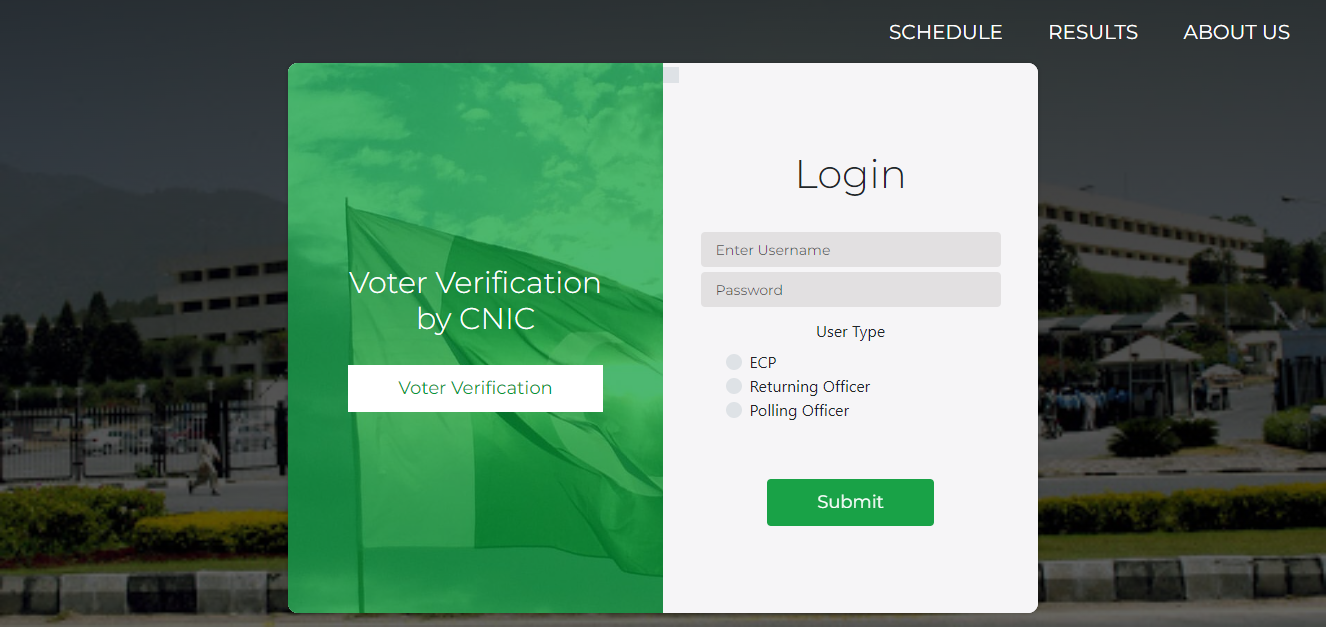 SCHEDULE RESULTS ABOUT US
Voter Verification
by CNIC
Voter Verification
Login
Enter Username
Password
User Type
ECP
Returning Officer
Polling Officer
Submit